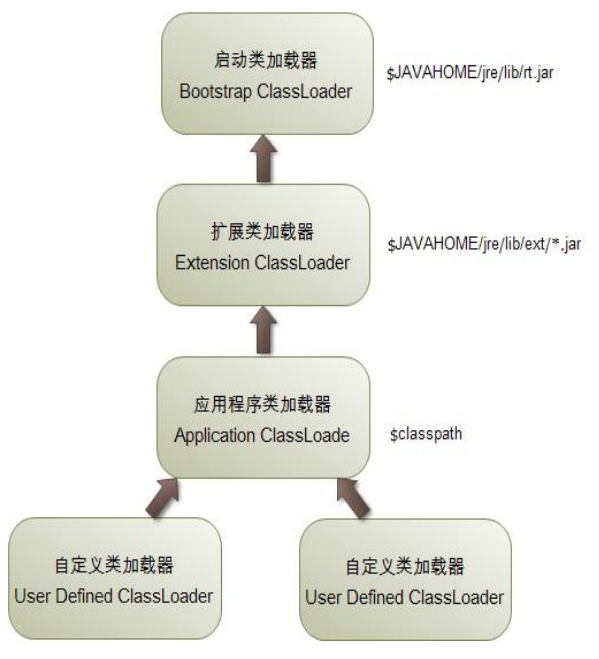 启动类加载器
Bootstrap ClassLoader
$JAVAHOME/jre/lib/rt.jar
扩展类加载器
Extension ClassLoader
$JAVAHOME/jre/lib/ext/*.jar
应用程序类加载器
Application ClassLoade
$classpath
自定义类加载器
User Defined ClassLoader
自定义类加载器
User Defined ClassLoader